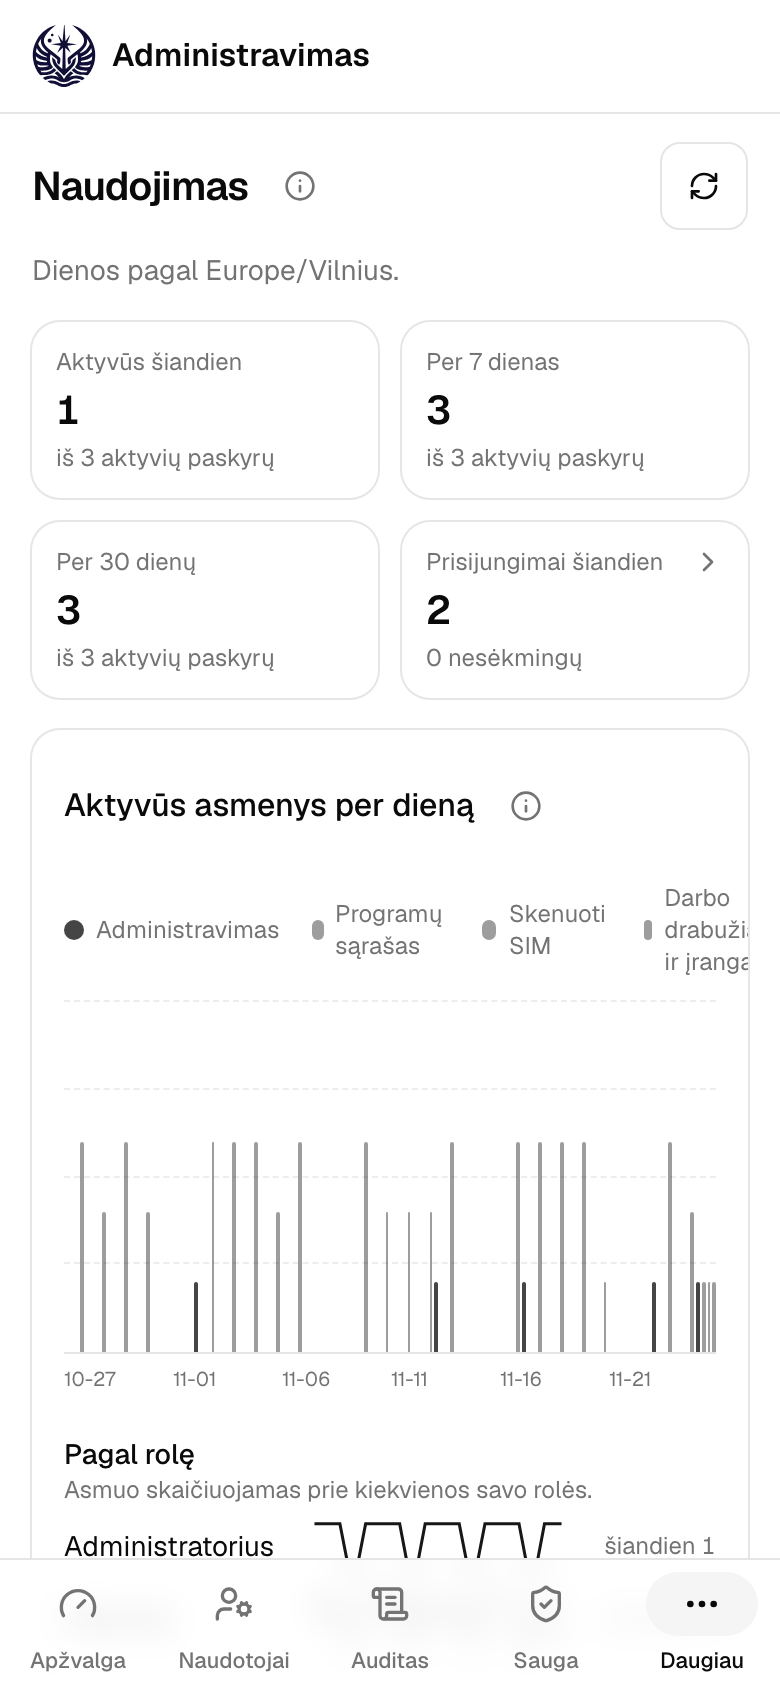 Administravimas
Naudojimas
Dienos pagal Europe/Vilnius.
Aktyvūs šiandien
1
iš 3 aktyvių paskyrų
Per 7 dienas
3
iš 3 aktyvių paskyrų
Per 30 dienų
3
iš 3 aktyvių paskyrų
Prisijungimai šiandien
2
0 nesėkmingų
Aktyvūs asmenys per dieną
Administravimas
Programų
sąrašas
Skenuoti
SIM
Darbo
drabuži
ir įranga
10-27 11-01 11-06 11-11 11-16 11-21
Pagal rolę
Asmuo skaičiuojamas prie kiekvienos savo rolės.
Administratorius šiandien 1
Apžvalga Naudotojai Auditas Sauga Daugiau